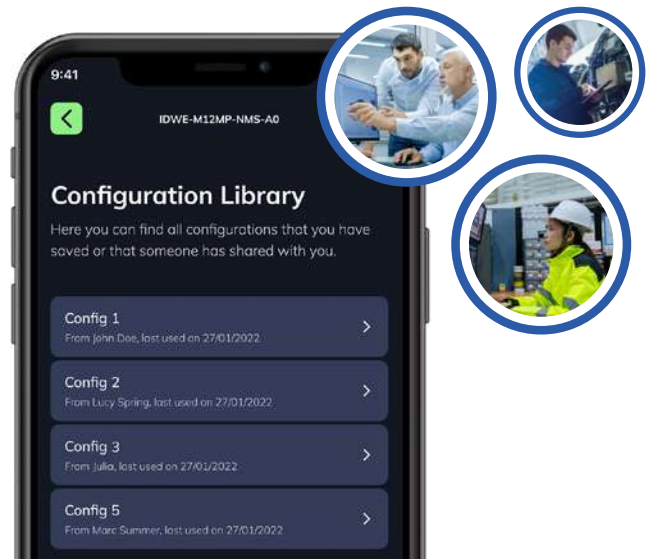 9:41
IDWE-M12MP-NMS-A0
Configuration Library
Here you can find all configurations that you have
saved or that someone has shared with you.
Config 1
From John Doe, last used on 27/01/2022
Config 2
From Lucy Spring, last used on 27/01/2022
Config 3
From Julia, last used on 27/01/2022
Config 5
From Marc Summer, last used on 27/01/2022